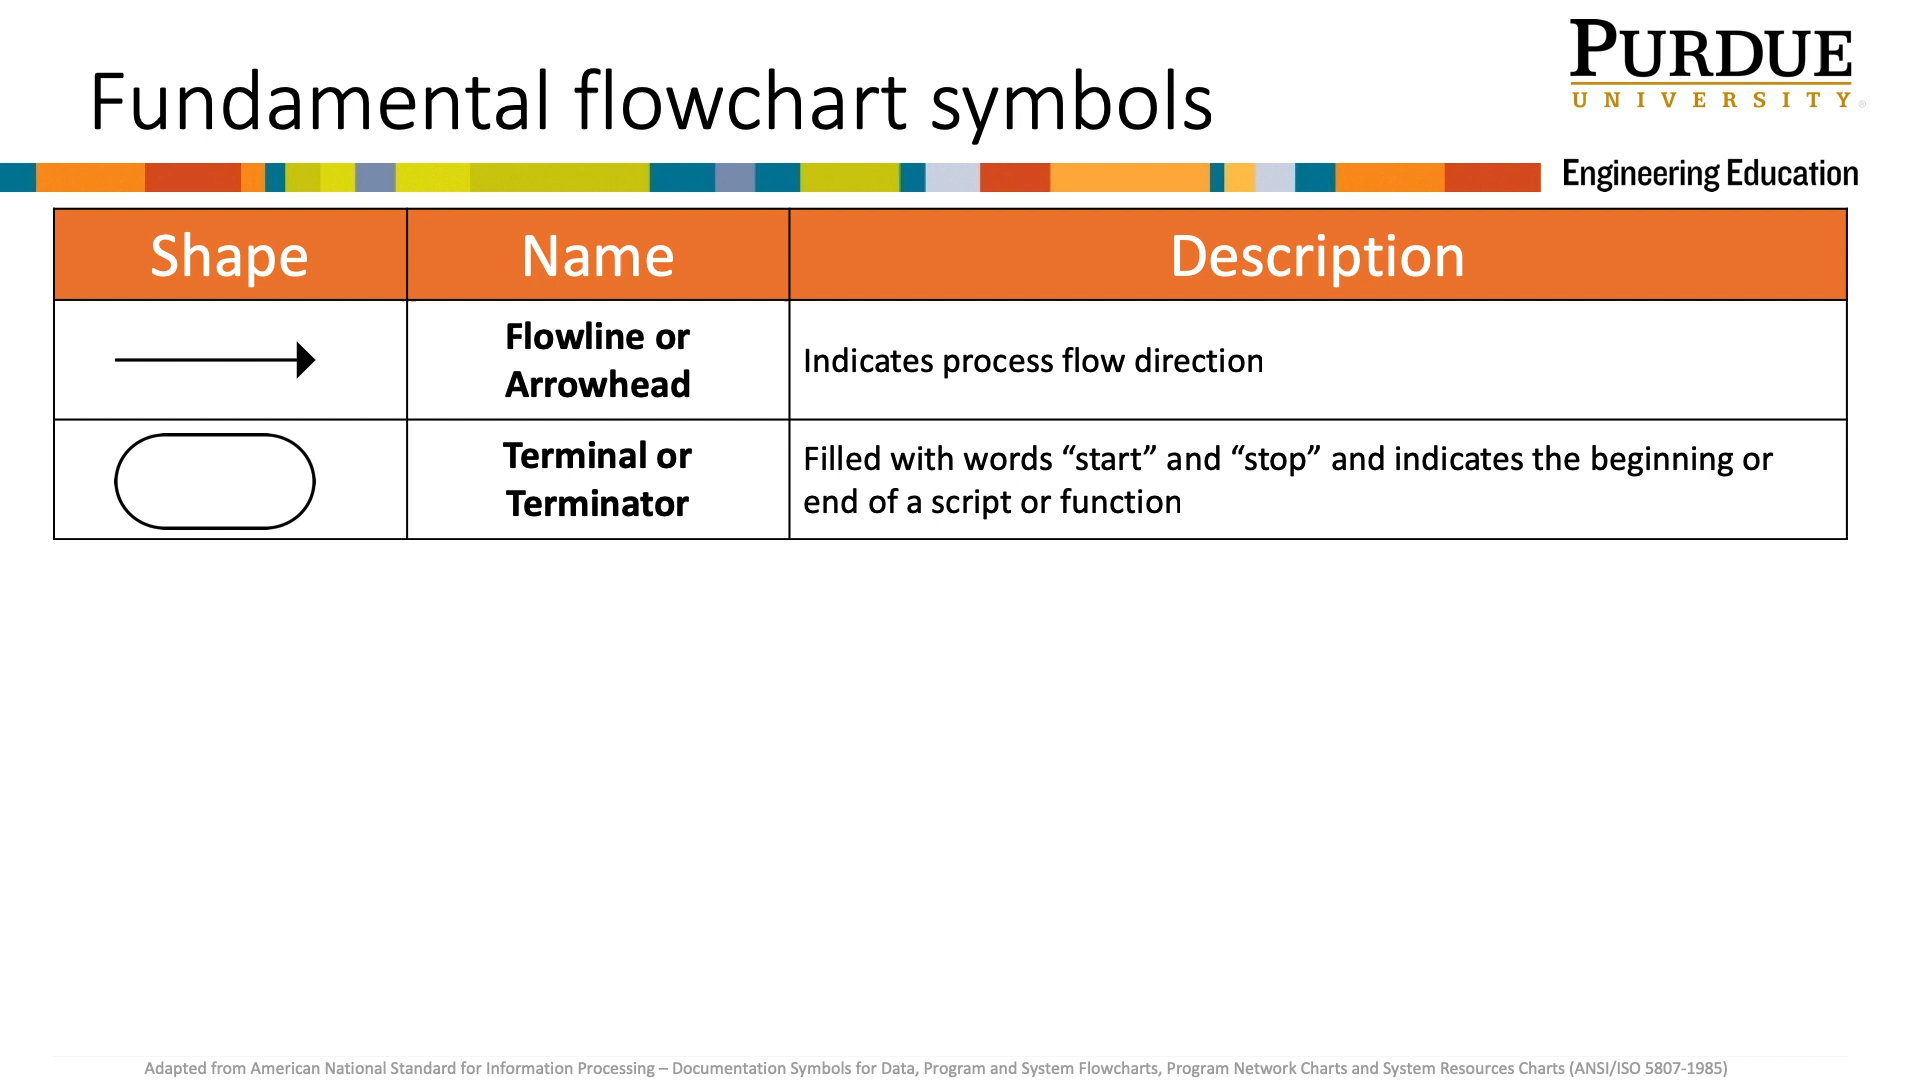 PURDUE
UNIVERSITY®
Fundamental flowchart symbols
Engineering Education
Shape
Name
Description
Flowline or
Arrowhead
Indicates process flow direction
Terminal or
Terminator
Filled with words “start” and “stop” and indicates the beginning or
end of a script or function
Adapted from American National Standard for Information Processing – Documentation Symbols for Data, Program and System Flowcharts, Program Network Charts and System Resources Charts (ANSI/ISO 5807-1985)